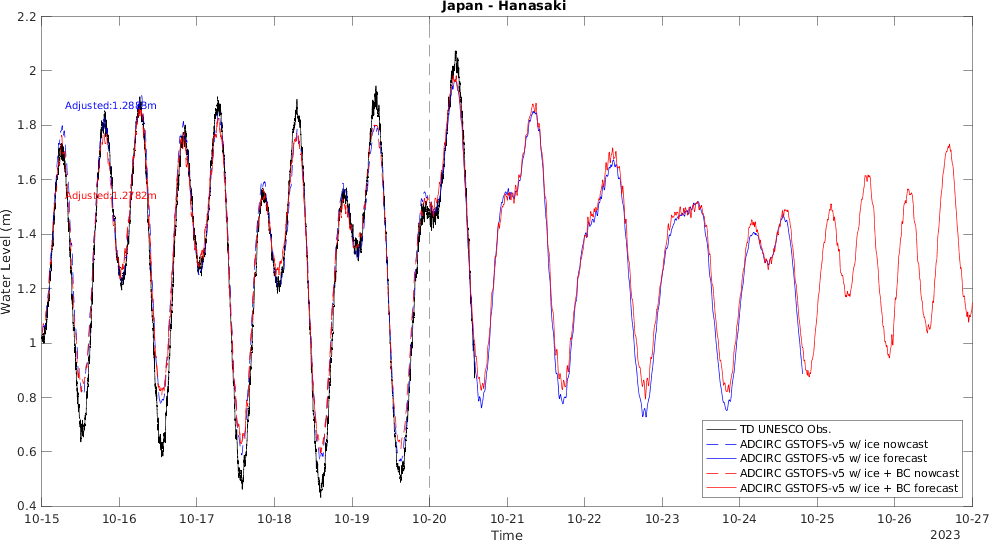 Japan - Hanasaki
2.2
2
1.8
1.6
1.4
1.2
1
0.8
0.6
0.4
Water Level (m)
Adjusted:1.2883m
Adjusted:1.2782m
TD UNESCO Obs.
ADCIRC GSTOFS-v5 w/ ice nowcast
ADCIRC GSTOFS-v5 w/ ice forecast
ADCIRC GSTOFS-v5 w/ ice + BC nowcast
ADCIRC GSTOFS-v5 w/ ice + BC forecast
10-15 10-16 10-17 10-18 10-19 10-20 10-21 10-22 10-23 10-24 10-25 10-26 10-27
Time
2023